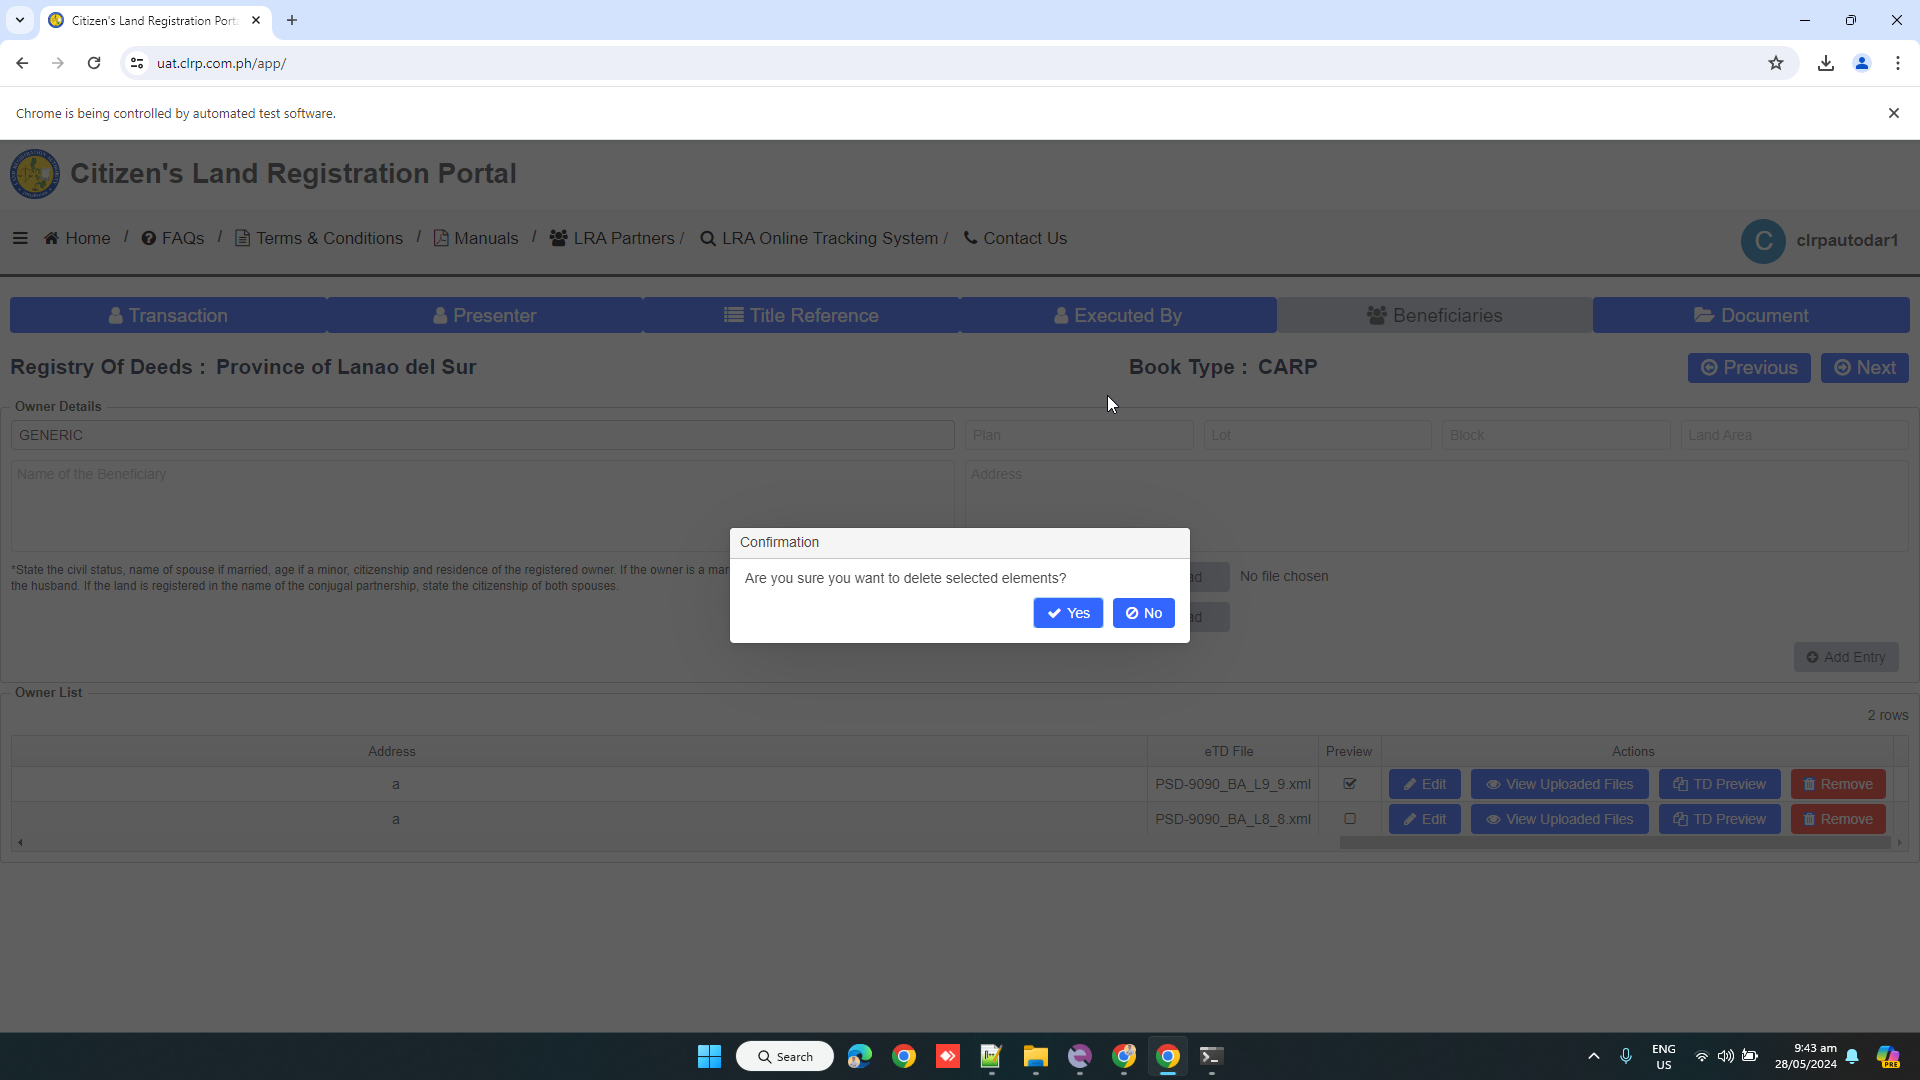 Citizen's Land Registration Port
uat.clrp.com.ph/app/
Chrome is being controlled by automated test software.
Citizen's Land Registration Portal
Home / FAQs / Terms & Conditions / Manuals / LRA Partners / LRA Online Tracking System / Contact Us
C clrpautodar1
Transaction Presenter Title Reference Executed By Beneficiaries Document
Registry Of Deeds : Province of Lanao del Sur Book Type : CARP Previous Next
Owner Details
GENERIC Plan Lot Block Land Area
Name of the Beneficiary Address
Confirmation
Are you sure you want to delete selected elements?
Yes No
*State the civil status, name of spouse if married, age if a minor, citizenship and residence of the registered owner. If the owner is a mar
the husband. If the land is registered in the name of the conjugal partnership, state the citizenship of both spouses.
ad No file chosen
ad
Add Entry
Owner List
2 rows
Address eTD File Preview Actions
a PSD-9090_BA_L9_9.xml Edit View Uploaded Files TD Preview Remove
a PSD-9090_BA_L8_8.xml Edit View Uploaded Files TD Preview Remove
Search
ENG
US
9:43 am
28/05/2024
PRE